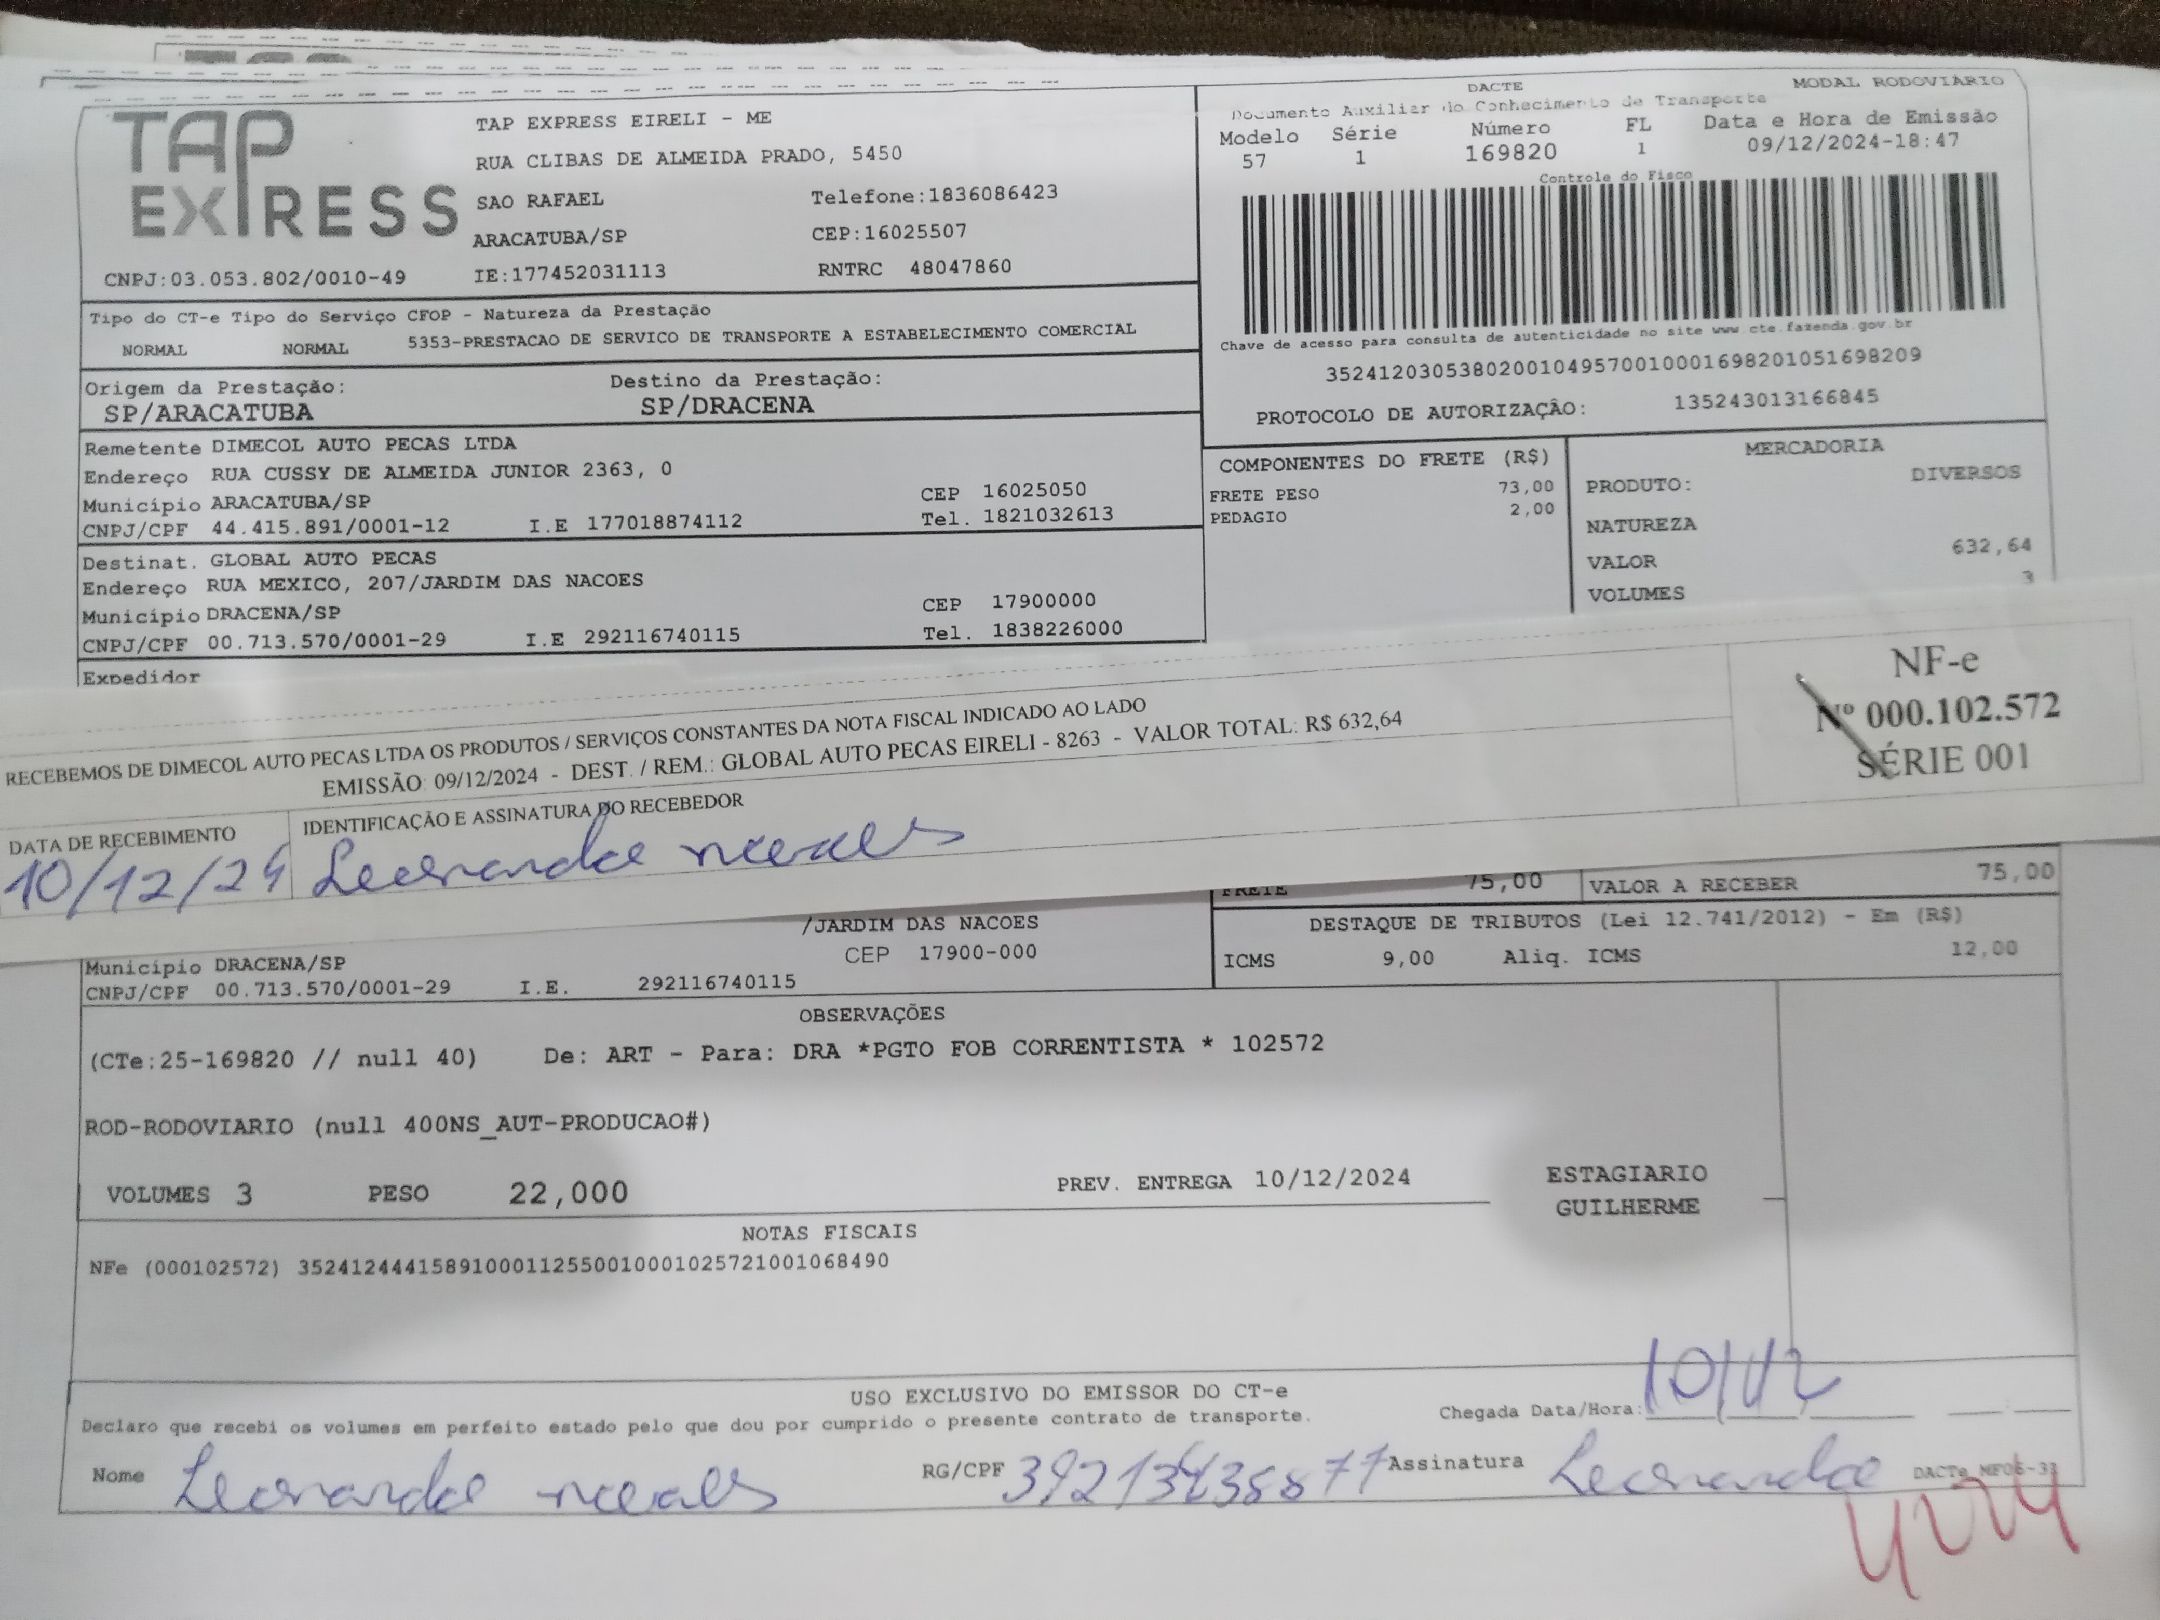 TAP EXPRESS
CNPJ:03.053.802/0010-49
TAP EXPRESS EIRELI - ME
RUA CLIBAS DE ALMEIDA PRADO, 5450
SAO RAFAEL Telefone:1836086423
ARACATUBA/SP CEP:16025507
IE:177452031113 RNTRC 48047860
DACTE MODAL RODOVIÁRIO
Documento Auxiliar do Conhecimento de Transporte
Modelo Série Número FL Data e Hora de Emissão
57 1 169820 1 09/12/2024-18:47
Controle do Fisco
Chave de acesso para consulta de autenticidade no site www.cte.fazenda.gov.br
35241203053802001049570010001698201051698209
PROTOCOLO DE AUTORIZAÇÃO: 135243013166845
Tipo do CT-e Tipo do Serviço CFOP - Natureza da Prestação
NORMAL NORMAL 5353-PRESTACAO DE SERVICO DE TRANSPORTE A ESTABELECIMENTO COMERCIAL
Origem da Prestação: Destino da Prestação:
SP/ARACATUBA SP/DRACENA
Remetente DIMECOL AUTO PECAS LTDA
Endereço RUA CUSSY DE ALMEIDA JUNIOR 2363, 0
Município ARACATUBA/SP CEP 16025050
CNPJ/CPF 44.415.891/0001-12 I.E 177018874112 Tel. 1821032613
Destinat. GLOBAL AUTO PECAS
Endereço RUA MEXICO, 207/JARDIM DAS NACOES
Município DRACENA/SP CEP 17900000
CNPJ/CPF 00.713.570/0001-29 I.E 292116740115 Tel. 1838226000
Expedidor
COMPONENTES DO FRETE (R$)
FRETE PESO 73,00
PEDAGIO 2,00
MERCADORIA
PRODUTO: DIVERSOS
NATUREZA
VALOR 632,64
VOLUMES 3
RECEBEMOS DE DIMECOL AUTO PECAS LTDA OS PRODUTOS / SERVIÇOS CONSTANTES DA NOTA FISCAL INDICADO AO LADO
EMISSÃO: 09/12/2024 - DEST. / REM.: GLOBAL AUTO PECAS EIRELI - 8263 - VALOR TOTAL: R$ 632,64
NF-e
Nº 000.102.572
SÉRIE 001
DATA DE RECEBIMENTO IDENTIFICAÇÃO E ASSINATURA DO RECEBEDOR
10/12/24 Leonardo
FRETE 75,00 VALOR A RECEBER 75,00
/JARDIM DAS NACOES
Município DRACENA/SP CEP 17900-000
CNPJ/CPF 00.713.570/0001-29 I.E. 292116740115
DESTAQUE DE TRIBUTOS (Lei 12.741/2012) - Em (R$)
ICMS 9,00 Aliq. ICMS 12,00
OBSERVAÇÕES
(CTe:25-169820 // null 40) De: ART - Para: DRA *PGTO FOB CORRENTISTA * 102572
ROD-RODOVIARIO (null 400NS_AUT-PRODUCAO#)
VOLUMES 3 PESO 22,000 PREV. ENTREGA 10/12/2024
ESTAGIARIO
GUILHERME
NOTAS FISCAIS
NFe (000102572) 35241244415891000112550010001025721001068490
USO EXCLUSIVO DO EMISSOR DO CT-e
Declaro que recebi os volumes em perfeito estado pelo que dou por cumprido o presente contrato de transporte.
Chegada Data/Hora: 10/12
Nome Leonardo RG/CPF Assinatura Leonardo